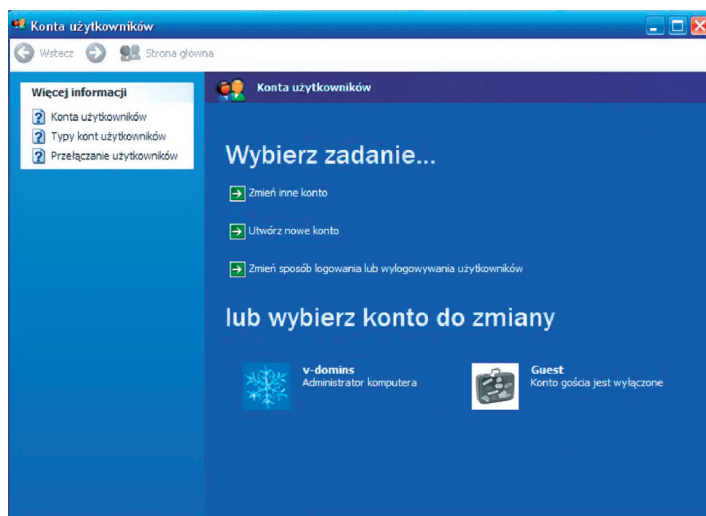 Konta użytkowników
Wstecz
Strona główna
Więcej informacji
Konta użytkowników
Typy kont użytkowników
Przełączanie użytkowników
Konta użytkowników
Wybierz zadanie...
Zmień inne konto
Utwórz nowe konto
Zmień sposób logowania lub wylogowywania użytkowników
lub wybierz konto do zmiany
v-domins
Administrator komputera
Guest
Konto gościa jest wyłączone